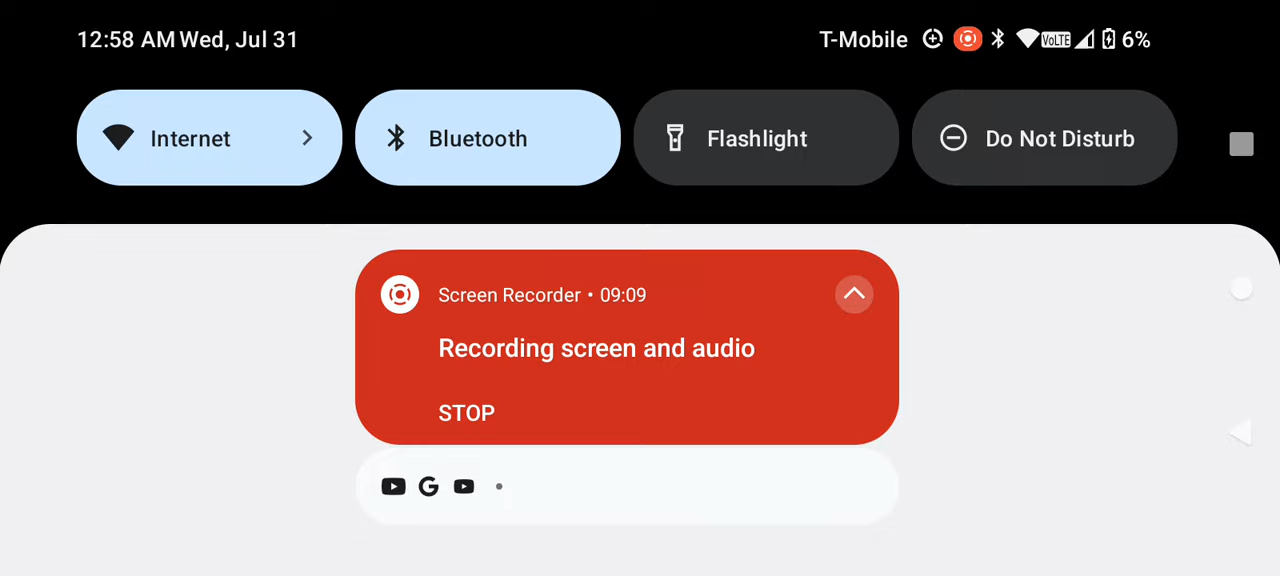 12:58 AM Wed, Jul 31 T-Mobile VoLTE 6%
Internet Bluetooth Flashlight Do Not Disturb
Screen Recorder • 09:09
Recording screen and audio
STOP